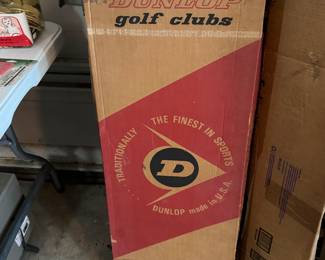 DUNLOP
golf clubs
TRADITIONALLY THE FINEST IN SPORTS
D
DUNLOP made in U.S.A.